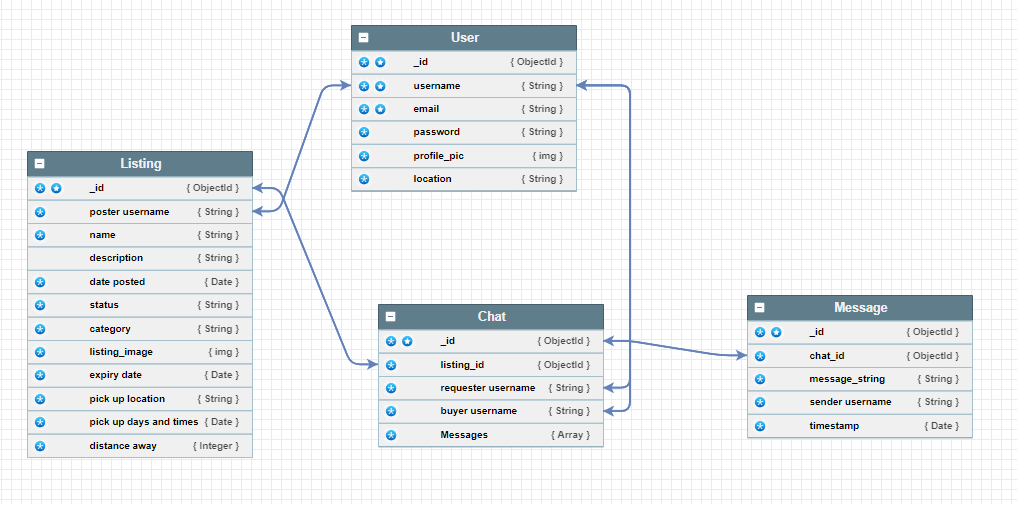 User
_id { ObjectId }
username { String }
email { String }
password { String }
profile_pic { img }
location { String }
Listing
_id { ObjectId }
poster username { String }
name { String }
description { String }
date posted { Date }
status { String }
category { String }
listing_image { img }
expiry date { Date }
pick up location { String }
pick up days and times { Date }
distance away { Integer }
Chat
_id { ObjectId }
listing_id { ObjectId }
requester username { String }
buyer username { String }
Messages { Array }
Message
_id { ObjectId }
chat_id { ObjectId }
message_string { String }
sender username { String }
timestamp { Date }